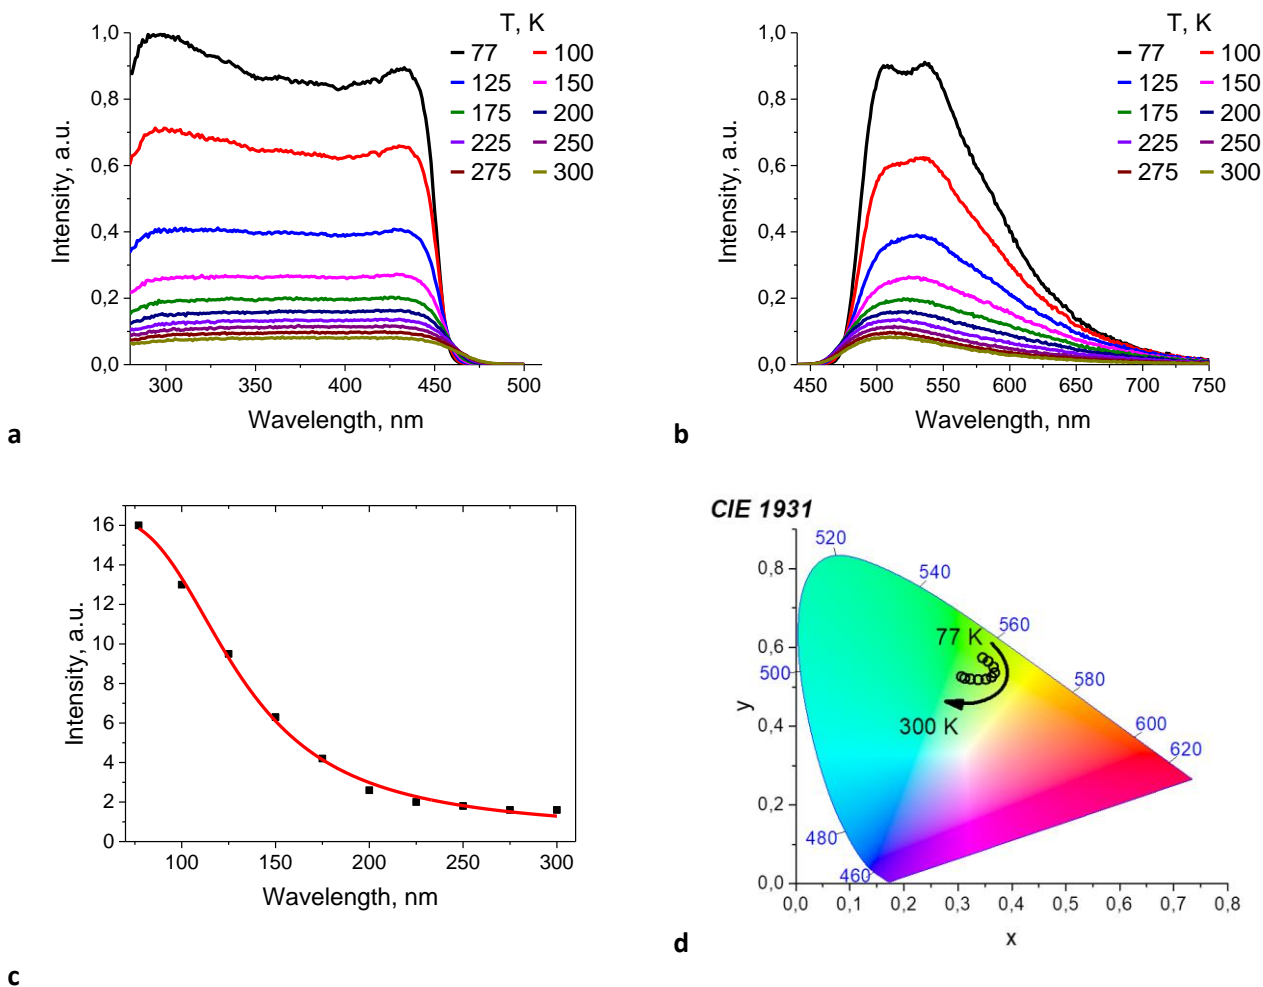 T, K
77 100
125 150
175 200
225 250
275 300
1,0
0,8
0,6
0,4
0,2
0,0
Intensity, a.u.
300 350 400 450 500
Wavelength, nm
a
T, K
77 100
125 150
175 200
225 250
275 300
1,0
0,8
0,6
0,4
0,2
0,0
Intensity, a.u.
450 500 550 600 650 700 750
Wavelength, nm
b
16
14
12
10
8
6
4
2
0
Intensity, a.u.
100 150 200 250 300
Wavelength, nm
c
CIE 1931
520
540
560
580
600
620
500
480
460
77 K
300 K
0,8
0,6
0,4
0,2
0,0
y
0,0 0,1 0,2 0,3 0,4 0,5 0,6 0,7 0,8
x
d